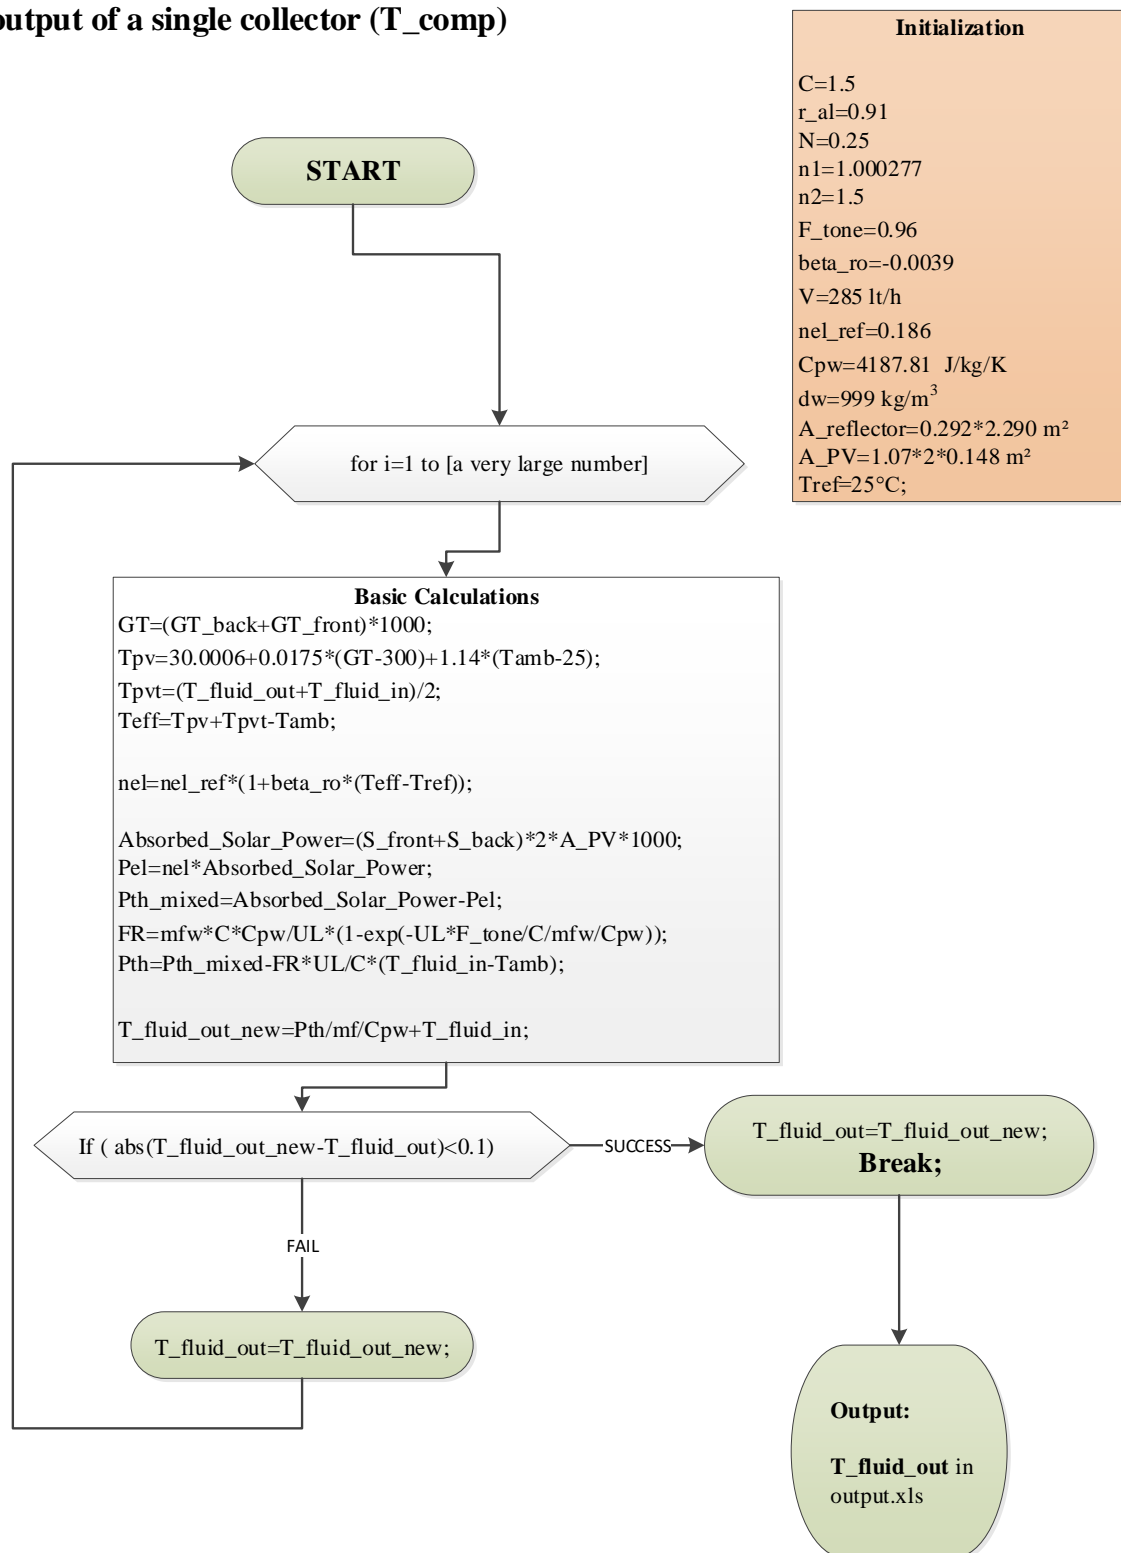 output of a single collector (T_comp)
Initialization
C=1.5
r_al=0.91
N=0.25
n1=1.000277
n2=1.5
F_tone=0.96
beta_ro=-0.0039
V=285 lt/h
nel_ref=0.186
Cpw=4187.81 J/kg/K
dw=999 kg/m³
A_reflector=0.292*2.290 m²
A_PV=1.07*2*0.148 m²
Tref=25°C;
START
for i=1 to [a very large number]
Basic Calculations
GT=(GT_back+GT_front)*1000;
Tpv=30.0006+0.0175*(GT-300)+1.14*(Tamb-25);
Tpvt=(T_fluid_out+T_fluid_in)/2;
Teff=Tpv+Tpvt-Tamb;
nel=nel_ref*(1+beta_ro*(Teff-Tref));
Absorbed_Solar_Power=(S_front+S_back)*2*A_PV*1000;
Pel=nel*Absorbed_Solar_Power;
Pth_mixed=Absorbed_Solar_Power-Pel;
FR=mfw*C*Cpw/UL*(1-exp(-UL*F_tone/C/mfw/Cpw));
Pth=Pth_mixed-FR*UL/C*(T_fluid_in-Tamb);
T_fluid_out_new=Pth/mf/Cpw+T_fluid_in;
If ( abs(T_fluid_out_new-T_fluid_out)<0.1)
SUCCESS
T_fluid_out=T_fluid_out_new;
Break;
FAIL
T_fluid_out=T_fluid_out_new;
Output:
T_fluid_out in
output.xls